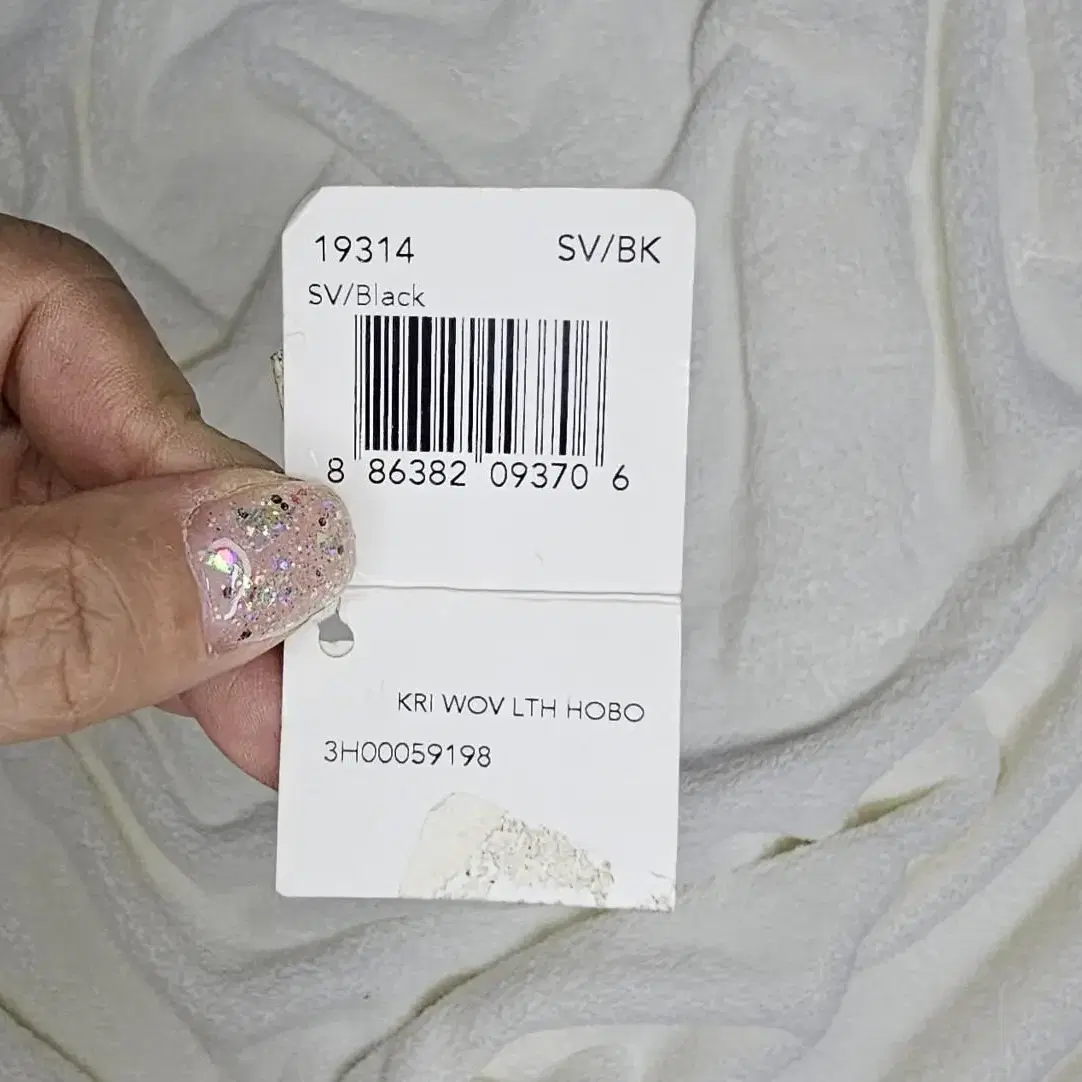 19314 SV/BK
SV/Black
8 86382 09370 6
KRI WOV LTH HOBO
3H00059198